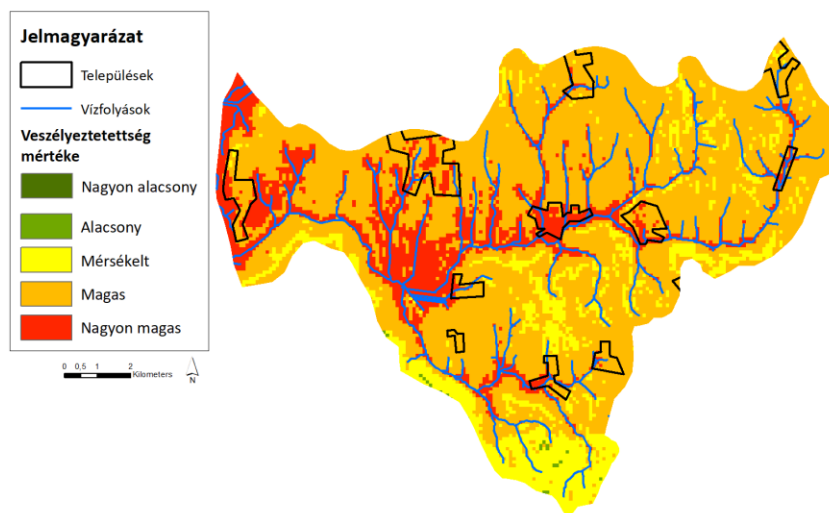 Jelmagyarázat
Települések
Vízfolyások
Veszélyeztetettség
mértéke
Nagyon alacsony
Alacsony
Mérsékelt
Magas
Nagyon magas
0 0,5 1 2
Kilometers
N